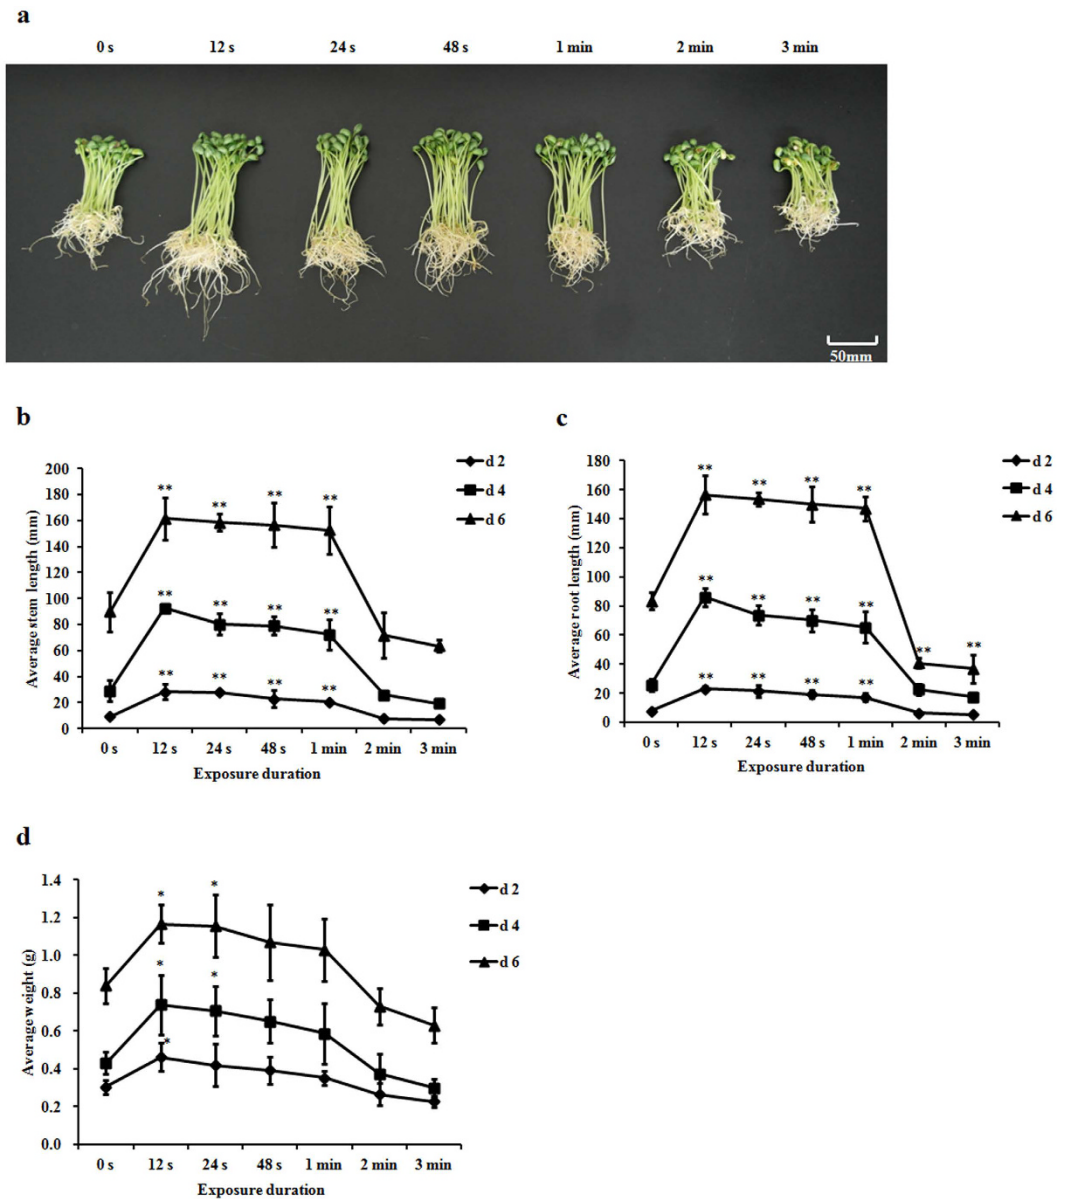 a
0 s 12 s 24 s 48 s 1 min 2 min 3 min
50mm
b
Average stem length (mm)
200
180
160
140
120
100
80
60
40
20
0
** ** ** **
** ** ** **
** ** ** **
0 s 12 s 24 s 48 s 1 min 2 min 3 min
Exposure duration
d 2
d 4
d 6
c
Average root length (mm)
180
160
140
120
100
80
60
40
20
0
** ** ** ** ** **
** ** ** **
** ** ** **
0 s 12 s 24 s 48 s 1 min 2 min 3 min
Exposure duration
d 2
d 4
d 6
d
Average weight (g)
1.4
1.2
1.0
0.8
0.6
0.4
0.2
0.0
* *
* *
*
0 s 12 s 24 s 48 s 1 min 2 min 3 min
Exposure duration
d 2
d 4
d 6